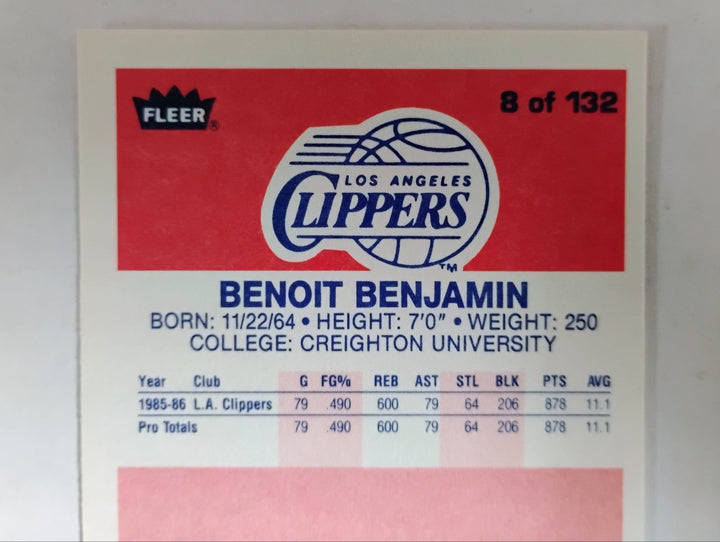 FLEER®
8 of 132
LOS ANGELES
CLIPPERS
TM
BENOIT BENJAMIN
BORN: 11/22/64 • HEIGHT: 7'0" • WEIGHT: 250
COLLEGE: CREIGHTON UNIVERSITY
Year Club G FG% REB AST STL BLK PTS AVG
1985-86 L.A. Clippers 79 .490 600 79 64 206 878 11.1
Pro Totals 79 .490 600 79 64 206 878 11.1